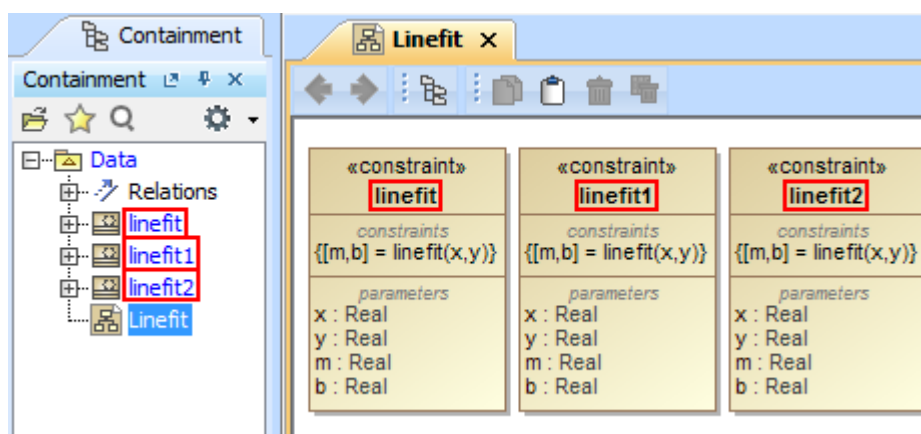 Containment
Containment
Data
Relations
linefit
linefit1
linefit2
Linefit
Linefit
«constraint»
linefit
constraints
{[m,b] = linefit(x,y)}
parameters
x : Real
y : Real
m : Real
b : Real
«constraint»
linefit1
constraints
{[m,b] = linefit(x,y)}
parameters
x : Real
y : Real
m : Real
b : Real
«constraint»
linefit2
constraints
{[m,b] = linefit(x,y)}
parameters
x : Real
y : Real
m : Real
b : Real